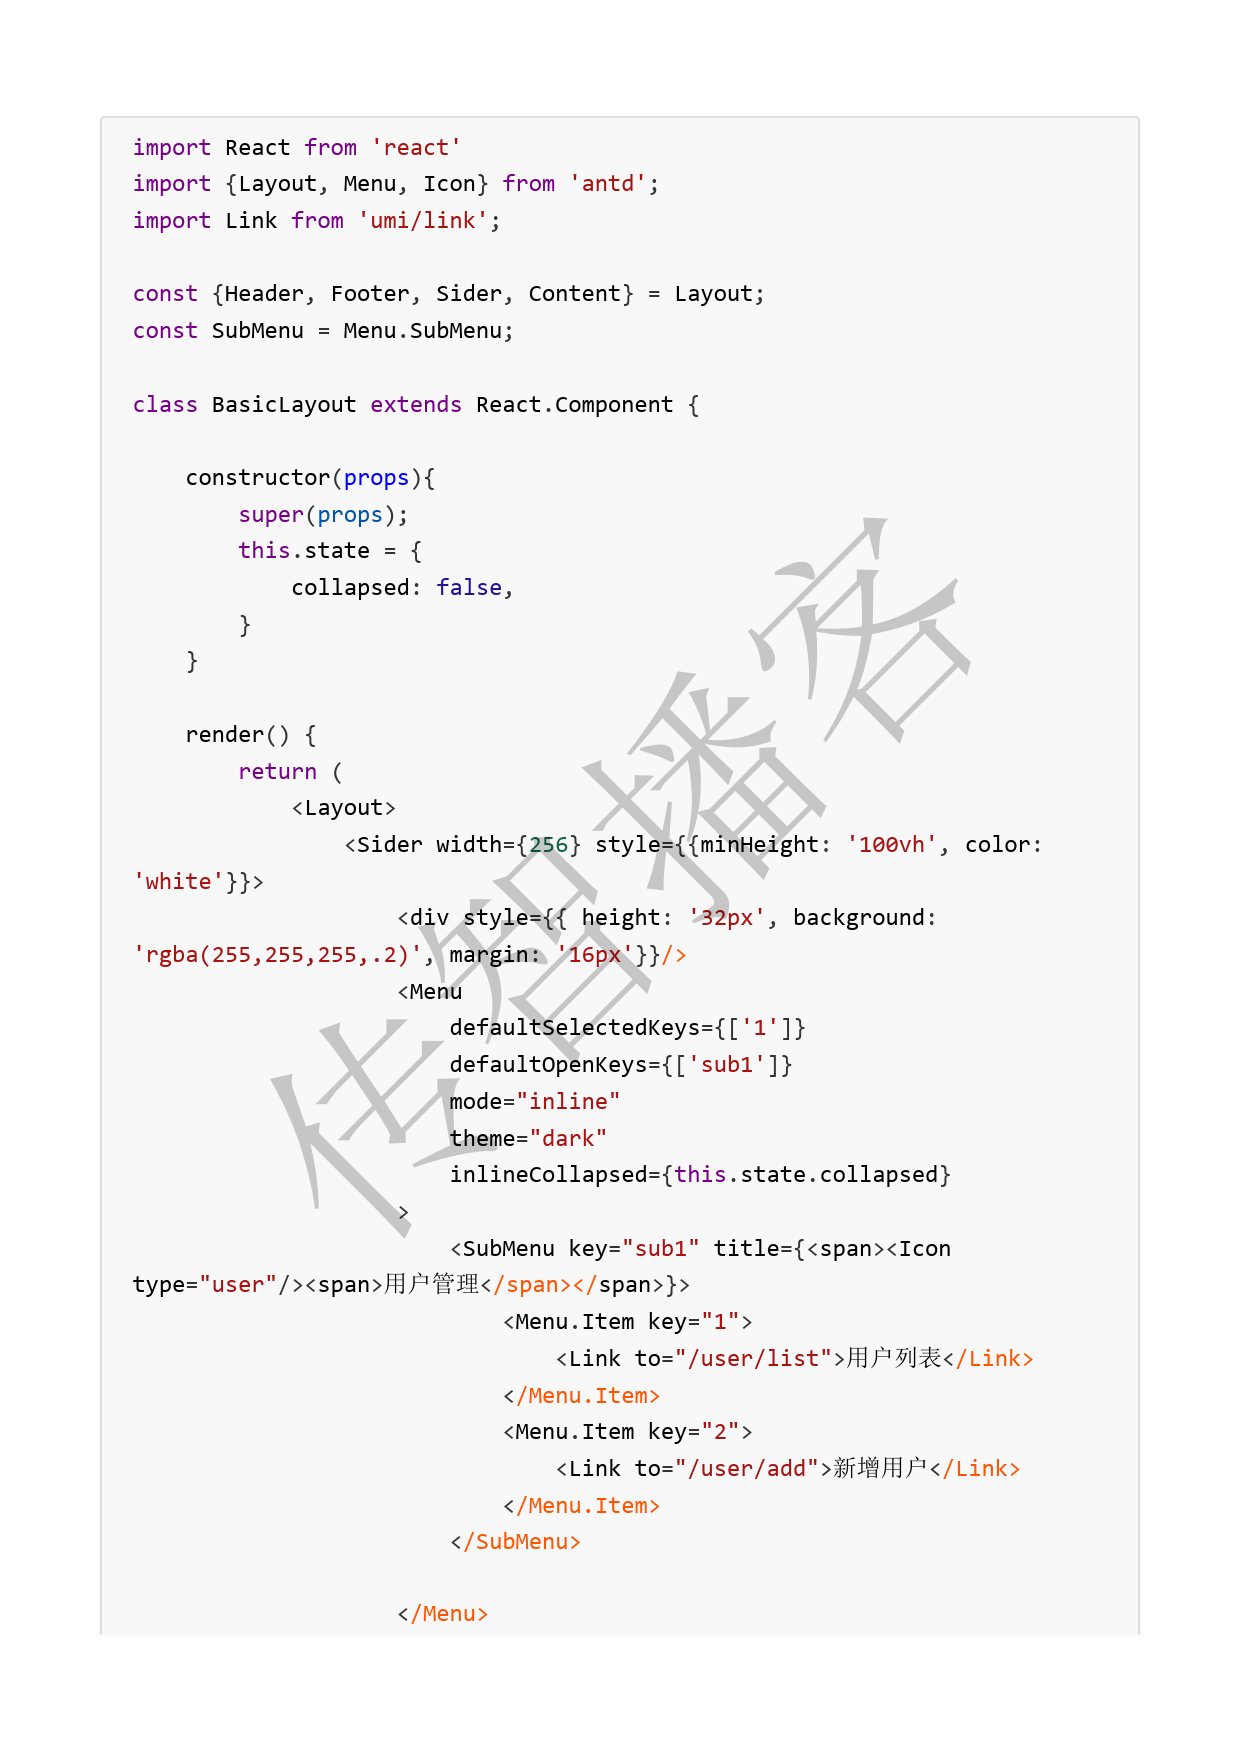 import React from 'react'
import {Layout, Menu, Icon} from 'antd';
import Link from 'umi/link';

const {Header, Footer, Sider, Content} = Layout;
const SubMenu = Menu.SubMenu;

class BasicLayout extends React.Component {

    constructor(props){
        super(props);
        this.state = {
            collapsed: false,
        }
    }

    render() {
        return (
            <Layout>
                <Sider width={256} style={{minHeight: '100vh', color:
'white'}}>
                    <div style={{ height: '32px', background:
'rgba(255,255,255,.2)', margin: '16px'}}/>
                    <Menu
                        defaultSelectedKeys={['1']}
                        defaultOpenKeys={['sub1']}
                        mode="inline"
                        theme="dark"
                        inlineCollapsed={this.state.collapsed}
                    >
                        <SubMenu key="sub1" title={<span><Icon
type="user"/><span>用户管理</span></span>}>
                            <Menu.Item key="1">
                                <Link to="/user/list">用户列表</Link>
                            </Menu.Item>
                            <Menu.Item key="2">
                                <Link to="/user/add">新增用户</Link>
                            </Menu.Item>
                        </SubMenu>

                    </Menu>
传智播客